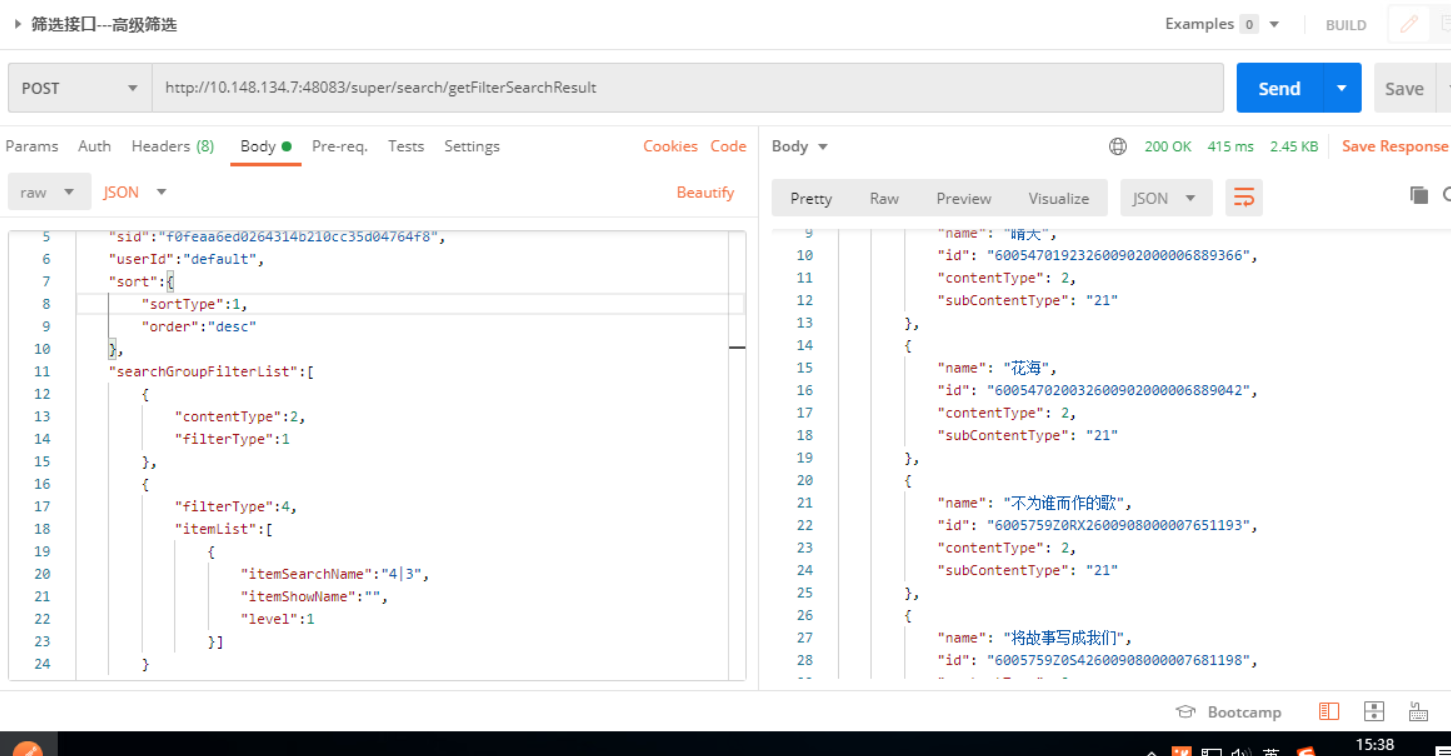 筛选接口---高级筛选
Examples 0 BUILD
POST http://10.148.134.7:48083/super/search/getFilterSearchResult Send Save
Params Auth Headers (8) Body Pre-req. Tests Settings Cookies Code
raw JSON Beautify
5 "sid":"f0feaa6ed0264314b210cc35d04764f8",
6 "userId":"default",
7 "sort":{
8 "sortType":1,
9 "order":"desc"
10 },
11 "searchGroupFilterList":[
12 {
13 "contentType":2,
14 "filterType":1
15 },
16 {
17 "filterType":4,
18 "itemList":[
19 {
20 "itemSearchName":"4|3",
21 "itemShowName":"",
22 "level":1
23 }]
24 }
Body 200 OK 415 ms 2.45 KB Save Response
Pretty Raw Preview Visualize JSON
9 "name": "晴天",
10 "id": "600547019232600902000006889366",
11 "contentType": 2,
12 "subContentType": "21"
13 },
14 {
15 "name": "花海",
16 "id": "600547020032600902000006889042",
17 "contentType": 2,
18 "subContentType": "21"
19 },
20 {
21 "name": "不为谁而作的歌",
22 "id": "6005759Z0RX2600908000007651193",
23 "contentType": 2,
24 "subContentType": "21"
25 },
26 {
27 "name": "将故事写成我们",
28 "id": "6005759Z0S42600908000007681198",
Bootcamp
英 15:38